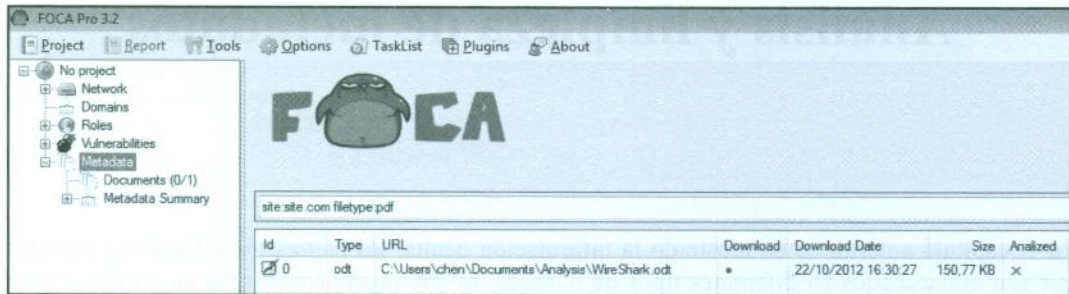 FOCA Pro 3.2
Project Report Tools Options TaskList Plugins About
No project
Network
Domains
Roles
Vulnerabilities
Metadata
Documents (0/1)
Metadata Summary
FOCA
site:site.com filetype:pdf
Id Type URL Download Download Date Size Analized
0 odt C:\Users\chen\Documents\Analysis\WireShark.odt • 22/10/2012 16:30:27 150,77 KB ×